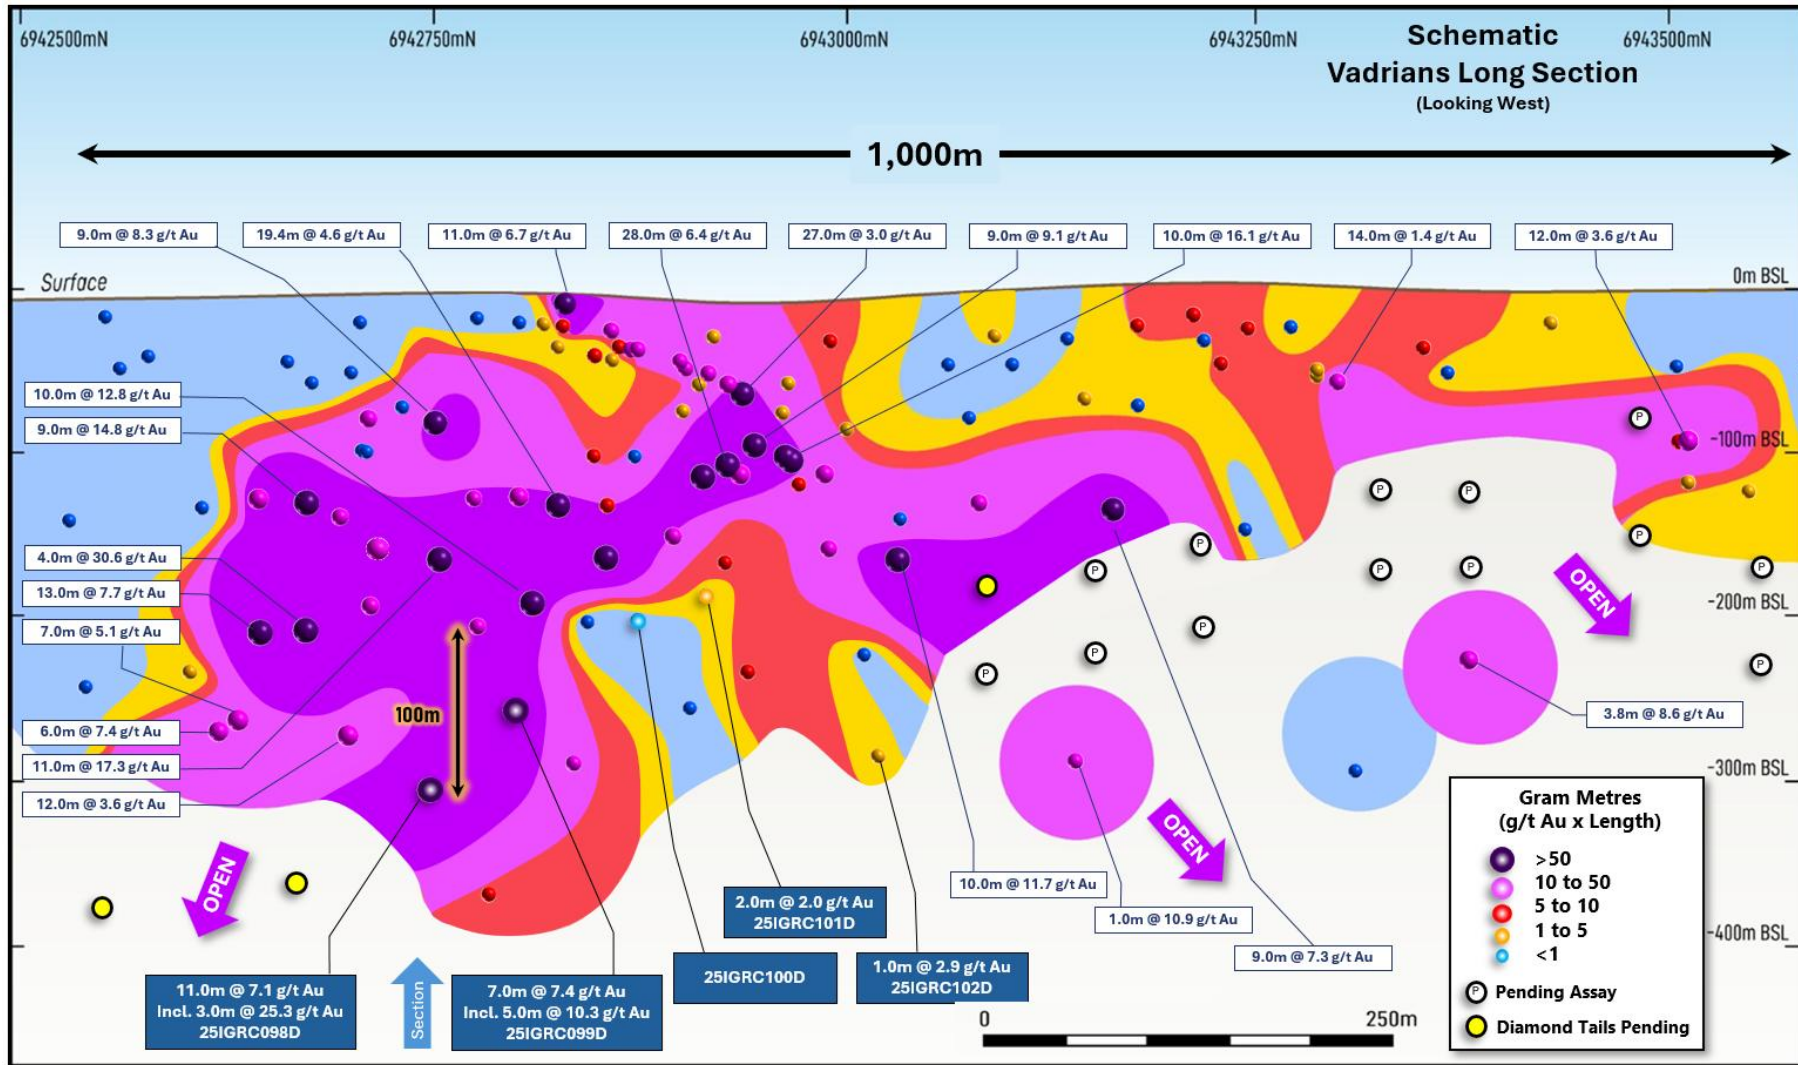 6942500mN
6942750mN
6943000mN
6943250mN
6943500mN
Schematic
Vadrians Long Section
(Looking West)
1,000m
9.0m @ 8.3 g/t Au
19.4m @ 4.6 g/t Au
11.0m @ 6.7 g/t Au
28.0m @ 6.4 g/t Au
27.0m @ 3.0 g/t Au
9.0m @ 9.1 g/t Au
10.0m @ 16.1 g/t Au
14.0m @ 1.4 g/t Au
12.0m @ 3.6 g/t Au
Surface
0m BSL
-100m BSL
-200m BSL
-300m BSL
-400m BSL
10.0m @ 12.8 g/t Au
9.0m @ 14.8 g/t Au
4.0m @ 30.6 g/t Au
13.0m @ 7.7 g/t Au
7.0m @ 5.1 g/t Au
6.0m @ 7.4 g/t Au
11.0m @ 17.3 g/t Au
12.0m @ 3.6 g/t Au
100m
P
P
P
P
P
P
P
P
P
P
P
P
P
P
OPEN
OPEN
OPEN
3.8m @ 8.6 g/t Au
10.0m @ 11.7 g/t Au
1.0m @ 10.9 g/t Au
9.0m @ 7.3 g/t Au
2.0m @ 2.0 g/t Au
25IGRC101D
25IGRC100D
1.0m @ 2.9 g/t Au
25IGRC102D
11.0m @ 7.1 g/t Au
Incl. 3.0m @ 25.3 g/t Au
25IGRC098D
Section
7.0m @ 7.4 g/t Au
Incl. 5.0m @ 10.3 g/t Au
25IGRC099D
0
250m
Gram Metres
(g/t Au x Length)
>50
10 to 50
5 to 10
1 to 5
<1
P Pending Assay
Diamond Tails Pending